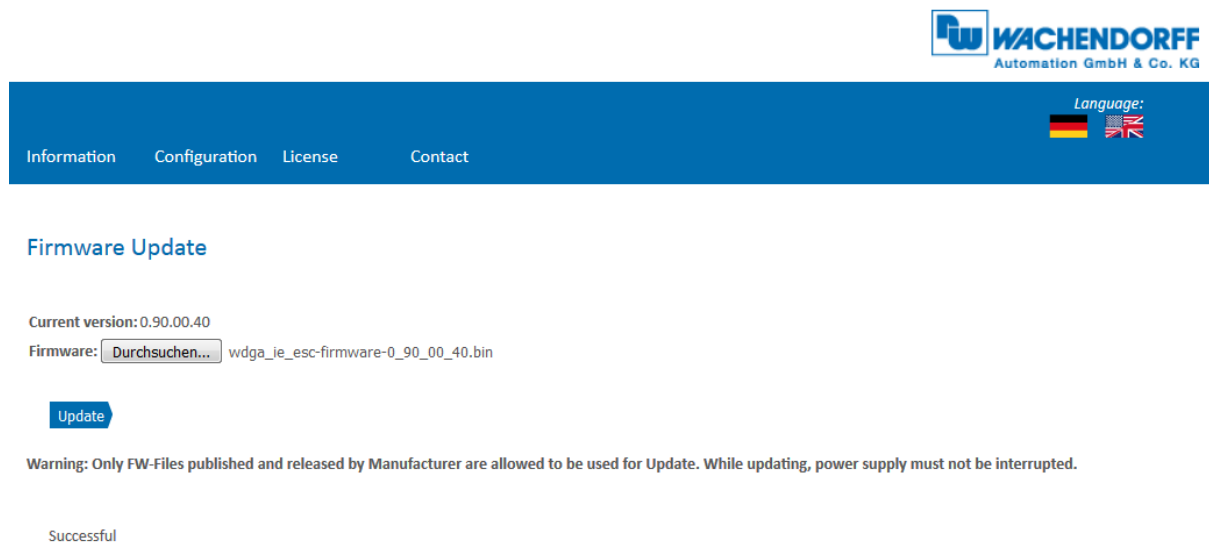 WACHENDORFF
Automation GmbH & Co. KG
Language:
Information Configuration License Contact
Firmware Update
Current version: 0.90.00.40
Firmware: Durchsuchen... wdga_ie_esc-firmware-0_90_00_40.bin
Update
Warning: Only FW-Files published and released by Manufacturer are allowed to be used for Update. While updating, power supply must not be interrupted.
Successful